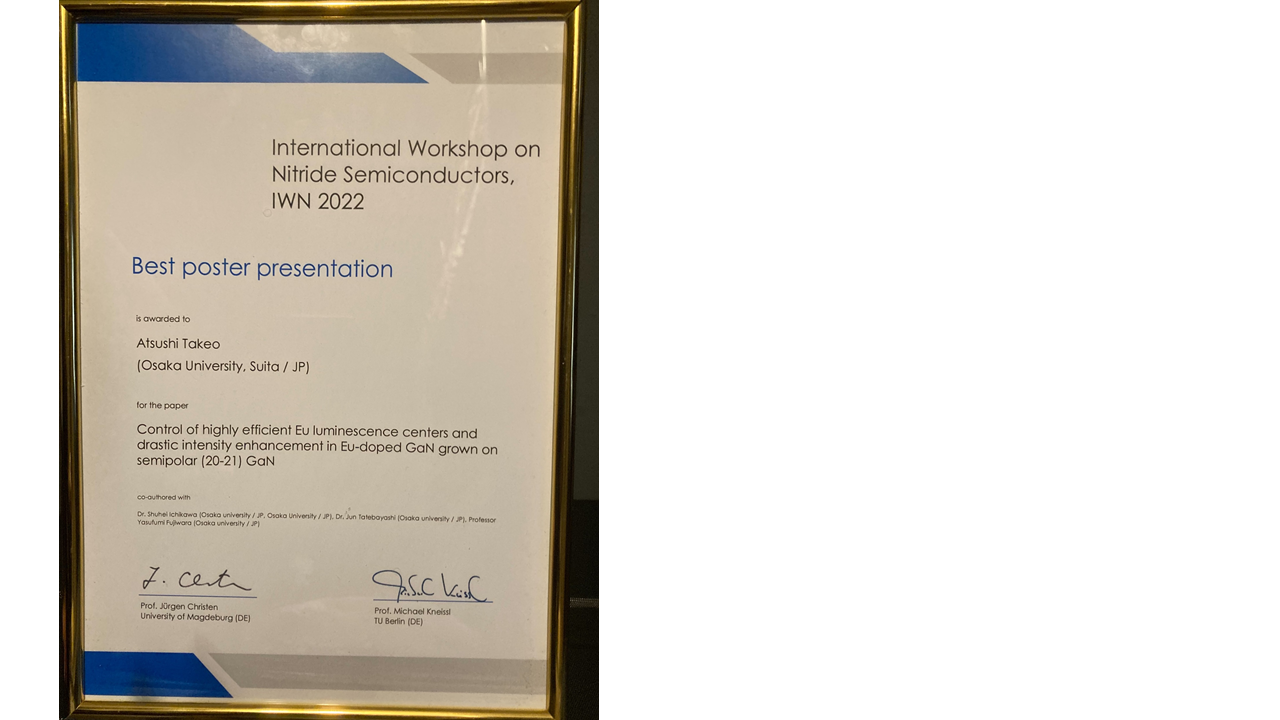 International Workshop on
Nitride Semiconductors,
IWN 2022
Best poster presentation
is awarded to
Atsushi Takeo
(Osaka University, Suita / JP)
for the paper
Control of highly efficient Eu luminescence centers and
drastic intensity enhancement in Eu-doped GaN grown on
semipolar (20-21) GaN
co-authored with
Dr. Shuhei Ichikawa (Osaka university / JP, Osaka University / JP), Dr. Jun Tatebayashi (Osaka university / JP), Professor
Yasufumi Fujiwara (Osaka university / JP)
Prof. Jürgen Christen
University of Magdeburg (DE)
Prof. Michael Kneissl
TU Berlin (DE)